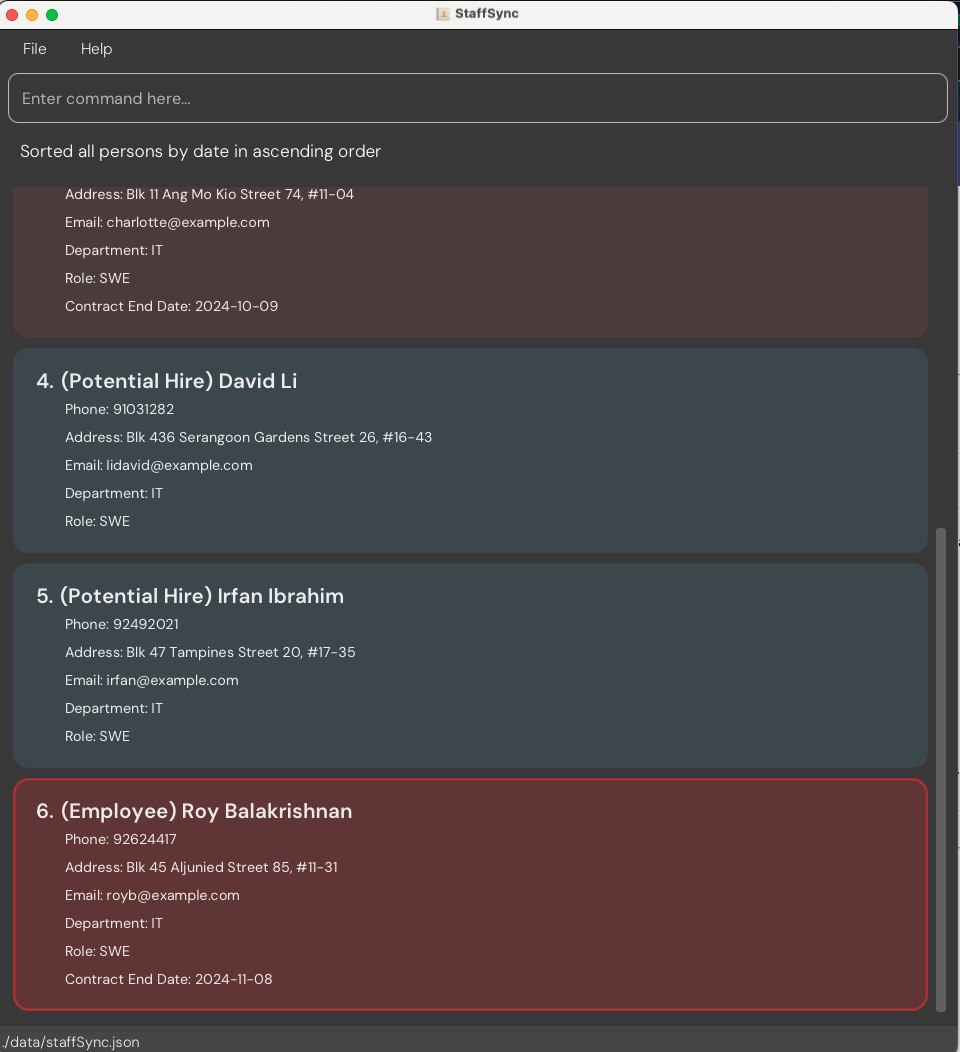 StaffSync
File Help
Enter command here...
Sorted all persons by date in ascending order
Address: Blk 11 Ang Mo Kio Street 74, #11-04
Email: charlotte@example.com
Department: IT
Role: SWE
Contract End Date: 2024-10-09
4. (Potential Hire) David Li
Phone: 91031282
Address: Blk 436 Serangoon Gardens Street 26, #16-43
Email: lidavid@example.com
Department: IT
Role: SWE
5. (Potential Hire) Irfan Ibrahim
Phone: 92492021
Address: Blk 47 Tampines Street 20, #17-35
Email: irfan@example.com
Department: IT
Role: SWE
6. (Employee) Roy Balakrishnan
Phone: 92624417
Address: Blk 45 Aljunied Street 85, #11-31
Email: royb@example.com
Department: IT
Role: SWE
Contract End Date: 2024-11-08
./data/staffSync.json